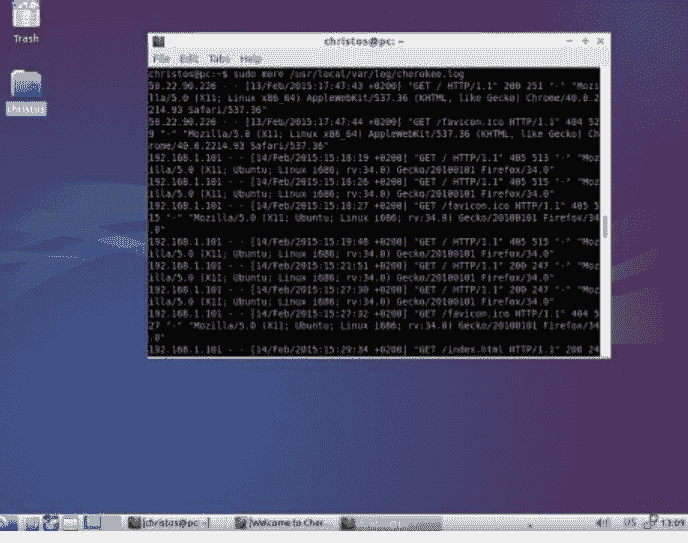 Trash
christos
christos@pc: ~
File Edit Tabs Help
christos@pc:~$ sudo more /usr/local/var/log/cherokee.log
58.22.90.226 - - [13/Feb/2015:17:47:43 +0200] "GET / HTTP/1.1" 200 251 "-" "Mozi
lla/5.0 (X11; Linux x86_64) AppleWebKit/537.36 (KHTML, like Gecko) Chrome/40.0.2
214.93 Safari/537.36"
58.22.90.226 - - [13/Feb/2015:17:47:44 +0200] "GET /favicon.ico HTTP/1.1" 404 52
9 "-" "Mozilla/5.0 (X11; Linux x86_64) AppleWebKit/537.36 (KHTML, like Gecko) Ch
rome/40.0.2214.93 Safari/537.36"
192.168.1.101 - - [14/Feb/2015:15:18:19 +0200] "GET / HTTP/1.1" 405 513 "-" "Moz
illa/5.0 (X11; Ubuntu; Linux i686; rv:34.0) Gecko/20100101 Firefox/34.0"
192.168.1.101 - - [14/Feb/2015:15:18:26 +0200] "GET / HTTP/1.1" 405 515 "-" "Moz
illa/5.0 (X11; Ubuntu; Linux i686; rv:34.0) Gecko/20100101 Firefox/34.0"
192.168.1.101 - - [14/Feb/2015:15:18:27 +0200] "GET /favicon.ico HTTP/1.1" 405 5
15 "-" "Mozilla/5.0 (X11; Ubuntu; Linux i686; rv:34.0) Gecko/20100101 Firefox/34
.0"
192.168.1.101 - - [14/Feb/2015:15:19:48 +0200] "GET / HTTP/1.1" 405 515 "-" "Moz
illa/5.0 (X11; Ubuntu; Linux i686; rv:34.0) Gecko/20100101 Firefox/34.0"
192.168.1.101 - - [14/Feb/2015:15:21:51 +0200] "GET / HTTP/1.1" 200 247 "-" "Moz
illa/5.0 (X11; Ubuntu; Linux i686; rv:34.0) Gecko/20100101 Firefox/34.0"
192.168.1.101 - - [14/Feb/2015:15:27:30 +0200] "GET / HTTP/1.1" 200 247 "-" "Moz
illa/5.0 (X11; Ubuntu; Linux i686; rv:34.0) Gecko/20100101 Firefox/34.0"
192.168.1.101 - - [14/Feb/2015:15:27:32 +0200] "GET /favicon.ico HTTP/1.1" 404 5
27 "-" "Mozilla/5.0 (X11; Ubuntu; Linux i686; rv:34.0) Gecko/20100101 Firefox/34
.0"
192.168.1.101 - - [14/Feb/2015:15:29:34 +0200] "GET /index.html HTTP/1.1" 200 24
[christos@pc: ~]
[Welcome to Cher...
US
13:09